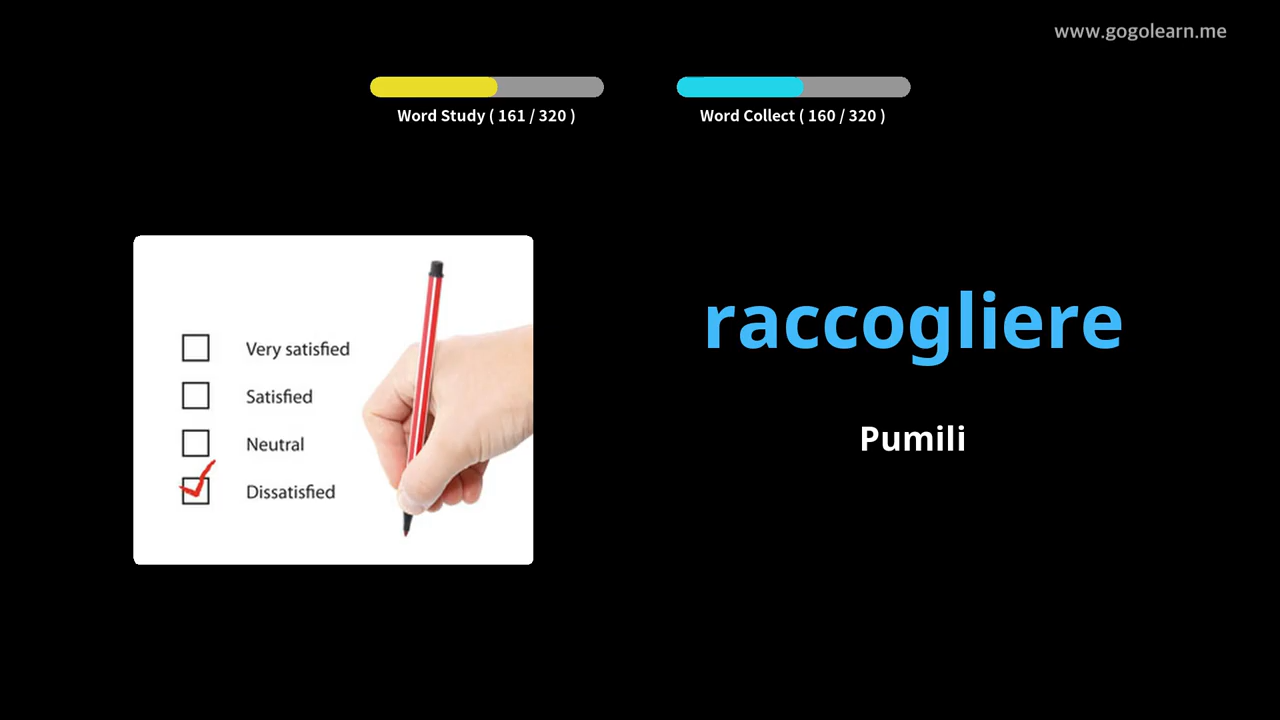 www.gogolearn.me
Word Study ( 161 / 320 )
Word Collect ( 160 / 320 )
Very satisfied
Satisfied
Neutral
Dissatisfied
raccogliere
Pumili